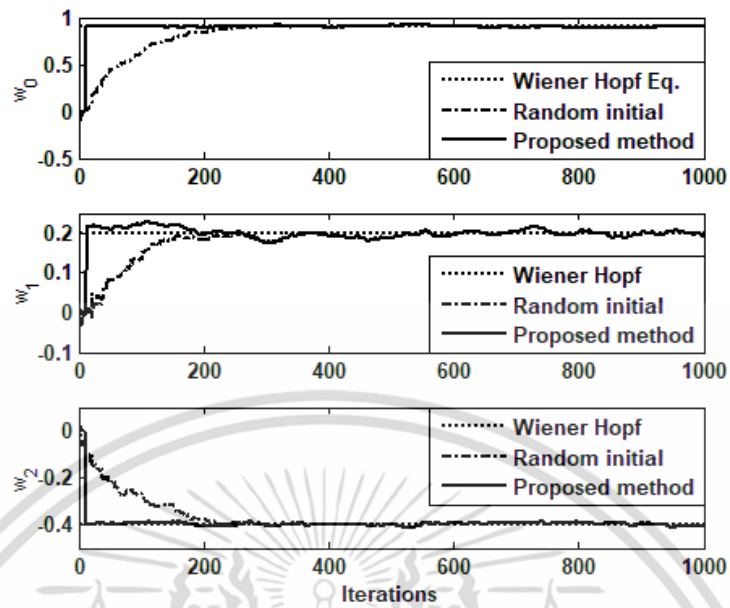 1
0.5
0
-0.5
w0
Wiener Hopf Eq.
Random initial
Proposed method
0 200 400 600 800 1000
0.2
0.1
0
-0.1
w1
Wiener Hopf
Random initial
Proposed method
0 200 400 600 800 1000
0
-0.2
-0.4
w2
Wiener Hopf
Random initial
Proposed method
0 200 400 600 800 1000
Iterations